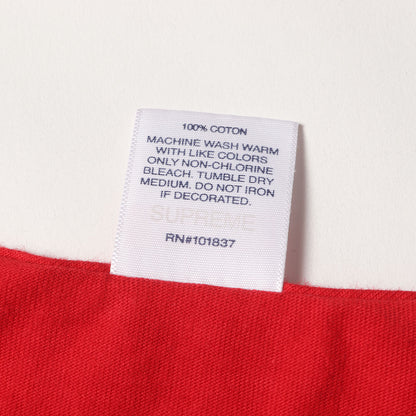 100% COTON
MACHINE WASH WARM
WITH LIKE COLORS
ONLY NON-CHLORINE
BLEACH. TUMBLE DRY
MEDIUM. DO NOT IRON
IF DECORATED.
SUPREME
RN#101837